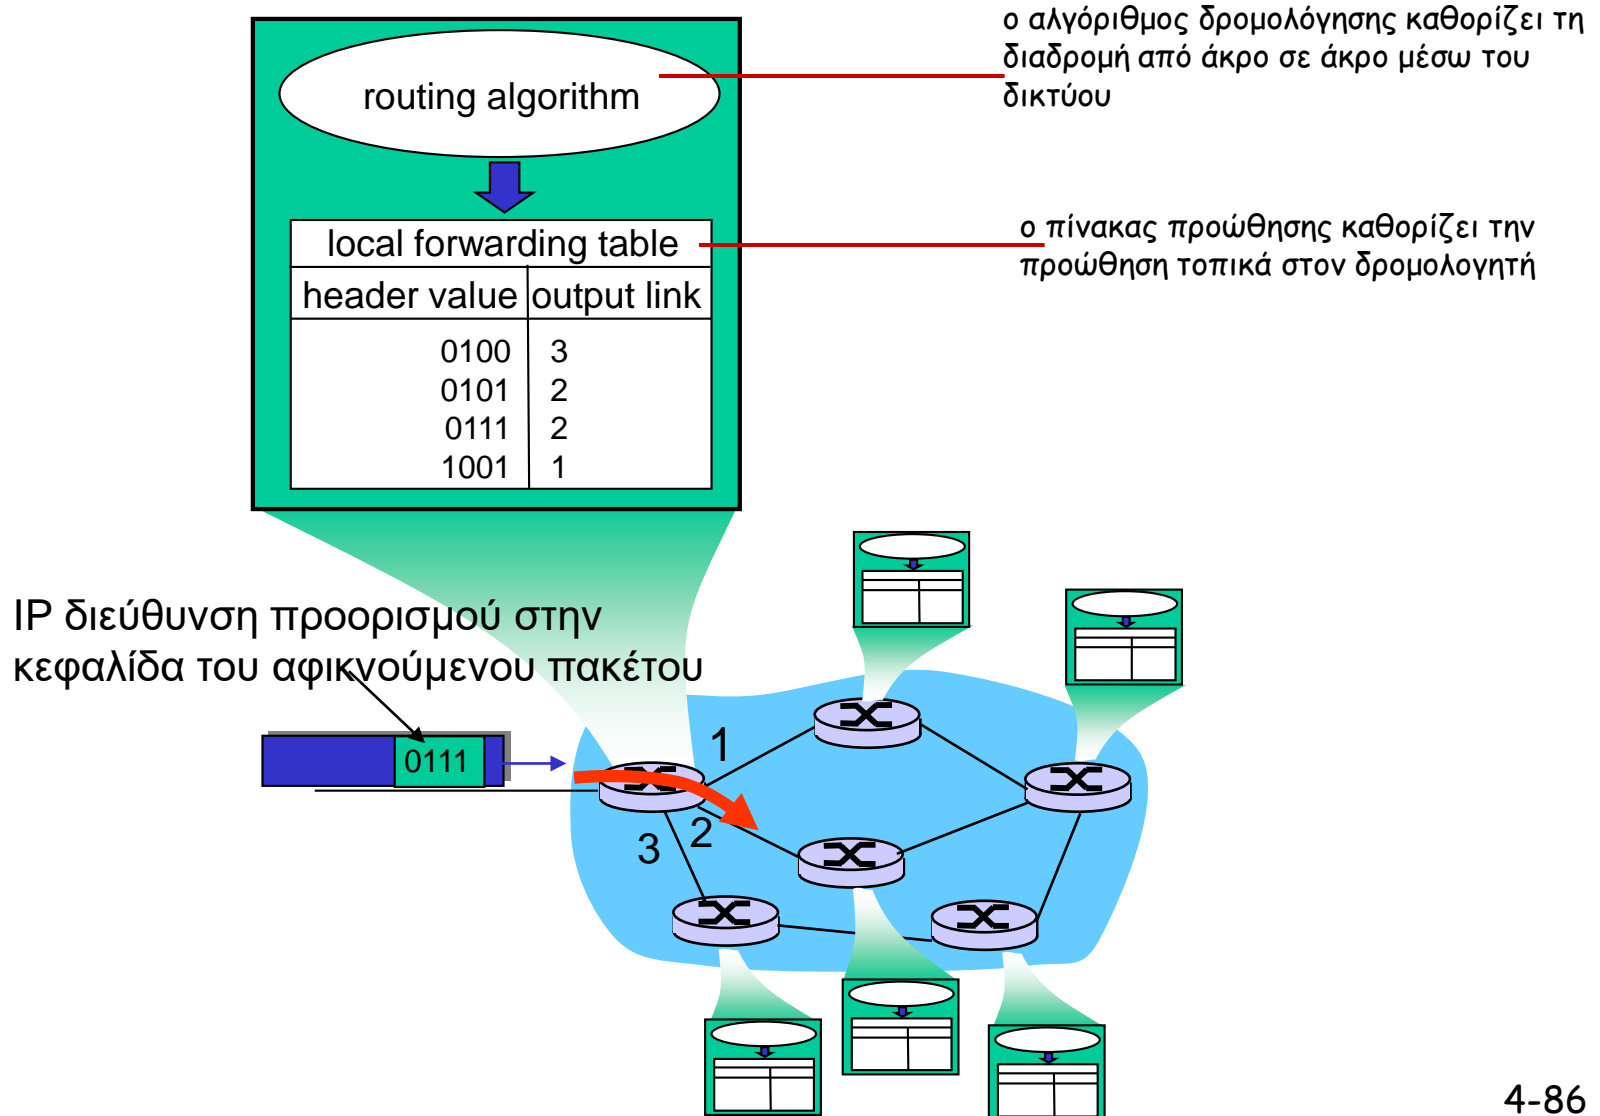 ο αλγόριθμος δρομολόγησης καθορίζει τη
διαδρομή από άκρο σε άκρο μέσω του
δικτύου
routing algorithm
ο πίνακας προώθησης καθορίζει την
προώθηση τοπικά στον δρομολογητή
local forwarding table
header value output link
0100 3
0101 2
0111 2
1001 1
IP διεύθυνση προορισμού στην
κεφαλίδα του αφικνούμενου πακέτου
0111
1
2
3
4-86